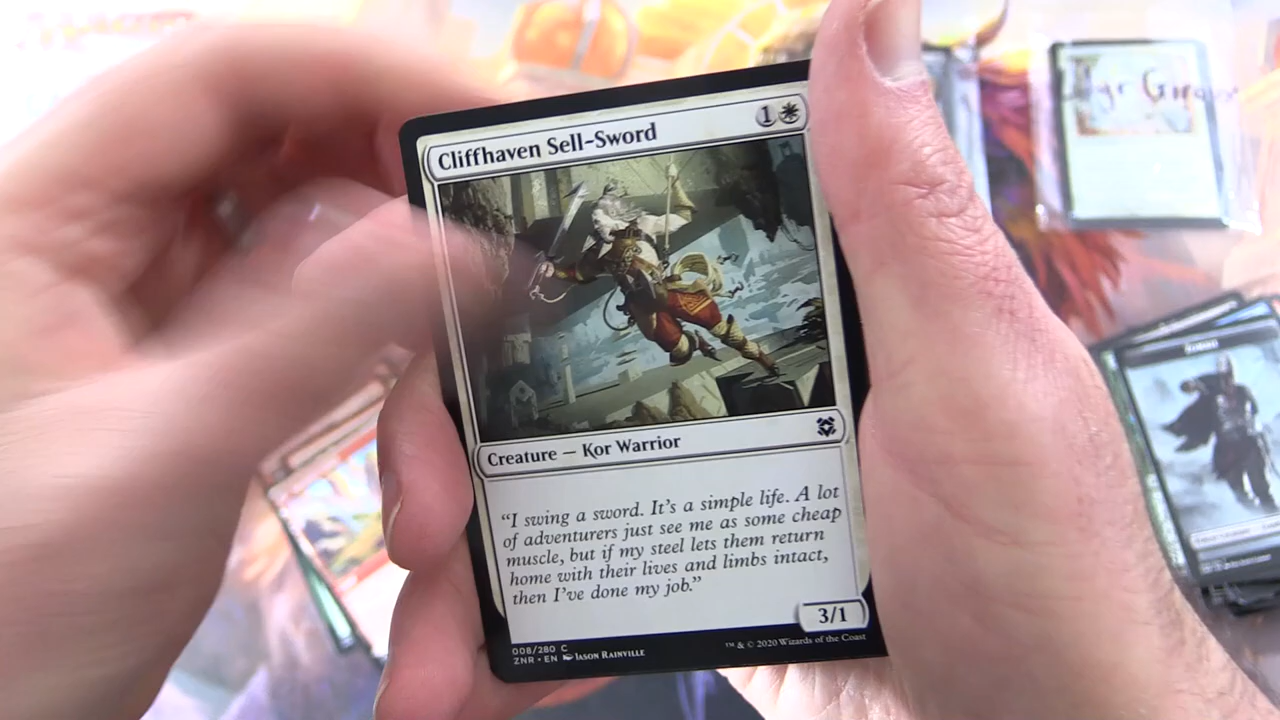 Cliffhaven Sell-Sword
1
Creature — Kor Warrior
“I swing a sword. It's a simple life. A lot
of adventurers just see me as some cheap
muscle, but if my steel lets them return
home with their lives and limbs intact,
then I've done my job.”
3/1
008/280 C
ZNR • EN Jason Rainville
™ & © 2020 Wizards of the Coast